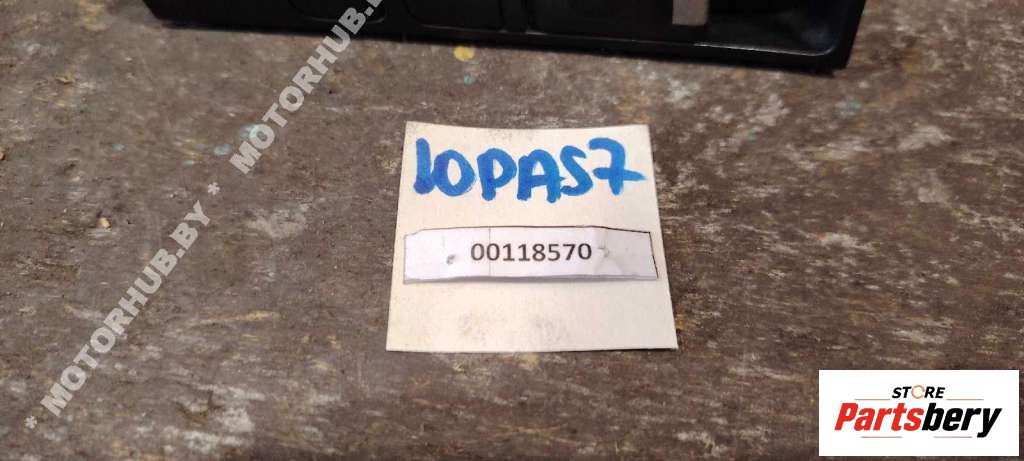 * MOTORHUB.BY * MOTORHUB.BY
10PAS7
00118570
STORE
Partsbery